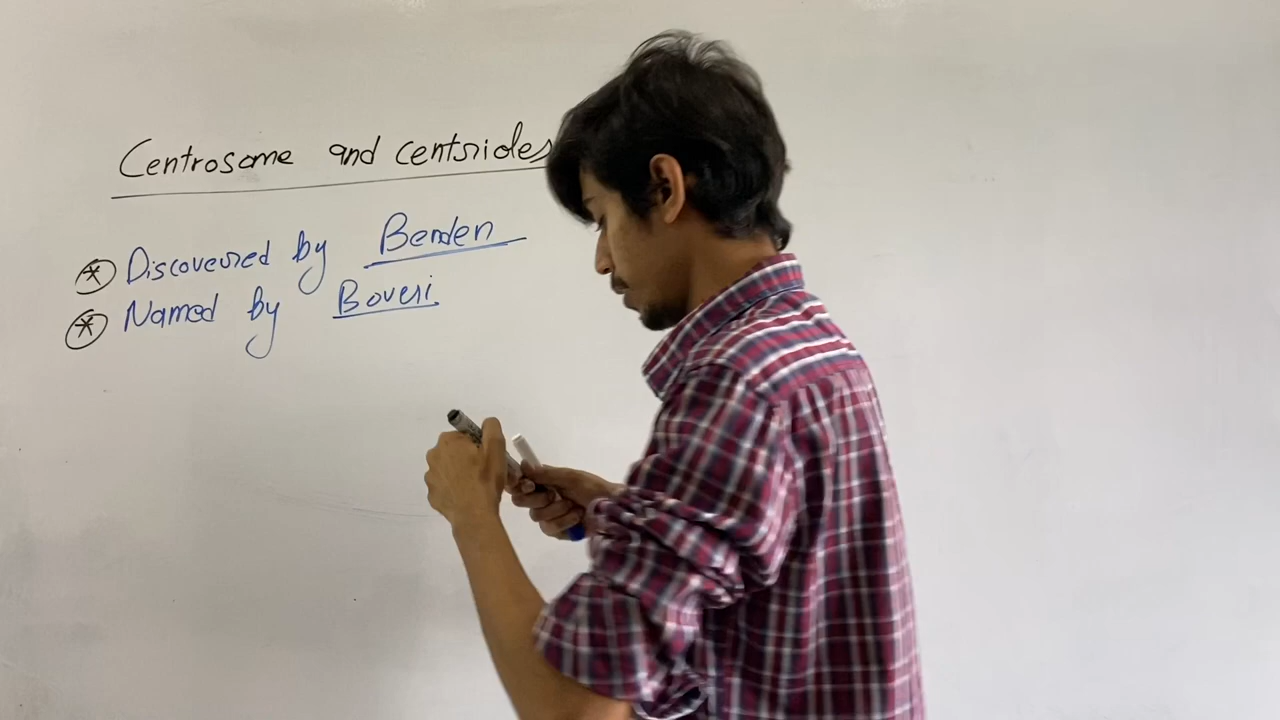 Centrosome and centrioles
* Discovered by Benden
* Named by Boveri